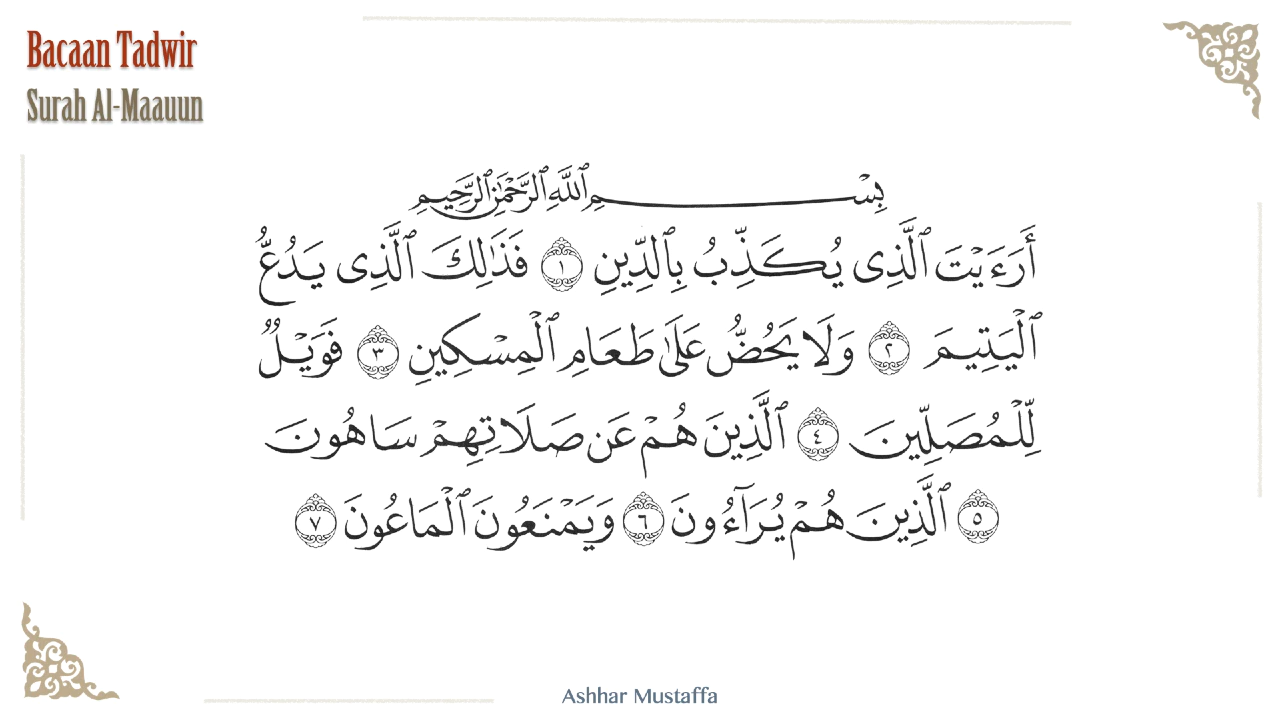 Bacaan Tadwir
Surah Al-Maauun
بِسْمِ ٱللَّهِ ٱلرَّحْمَٰنِ ٱلرَّحِيمِ
أَرَءَيْتَ ٱلَّذِى يُكَذِّبُ بِٱلدِّينِ ١ فَذَٰلِكَ ٱلَّذِى يَدُعُّ
ٱلْيَتِيمَ ٢ وَلَا يَحُضُّ عَلَىٰ طَعَامِ ٱلْمِسْكِينِ ٣ فَوَيْلٌ
لِّلْمُصَلِّينَ ٤ ٱلَّذِينَ هُمْ عَن صَلَاتِهِمْ سَاهُونَ
٥ ٱلَّذِينَ هُمْ يُرَآءُونَ ٦ وَيَمْنَعُونَ ٱلْمَاعُونَ ٧
Ashhar Mustaffa